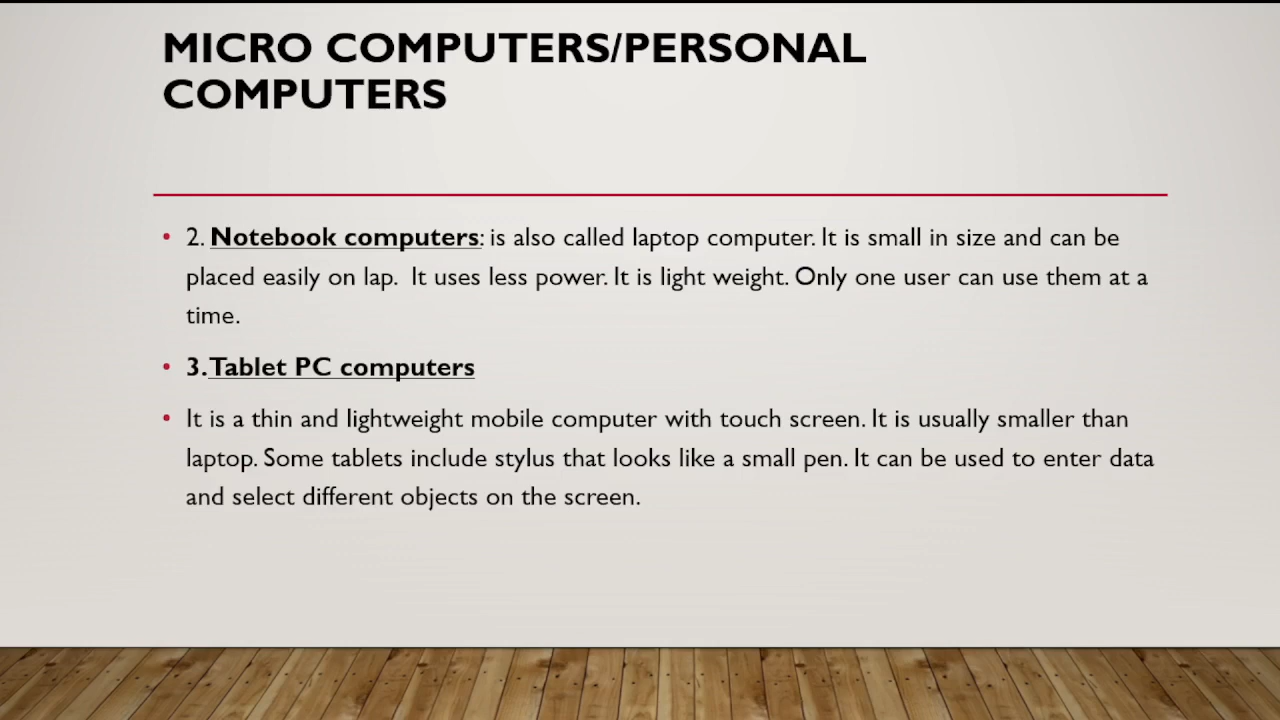 MICRO COMPUTERS/PERSONAL
COMPUTERS
• 2. Notebook computers: is also called laptop computer. It is small in size and can be
placed easily on lap.  It uses less power. It is light weight. Only one user can use them at a
time.
• 3.Tablet PC computers
• It is a thin and lightweight mobile computer with touch screen. It is usually smaller than
laptop. Some tablets include stylus that looks like a small pen. It can be used to enter data
and select different objects on the screen.